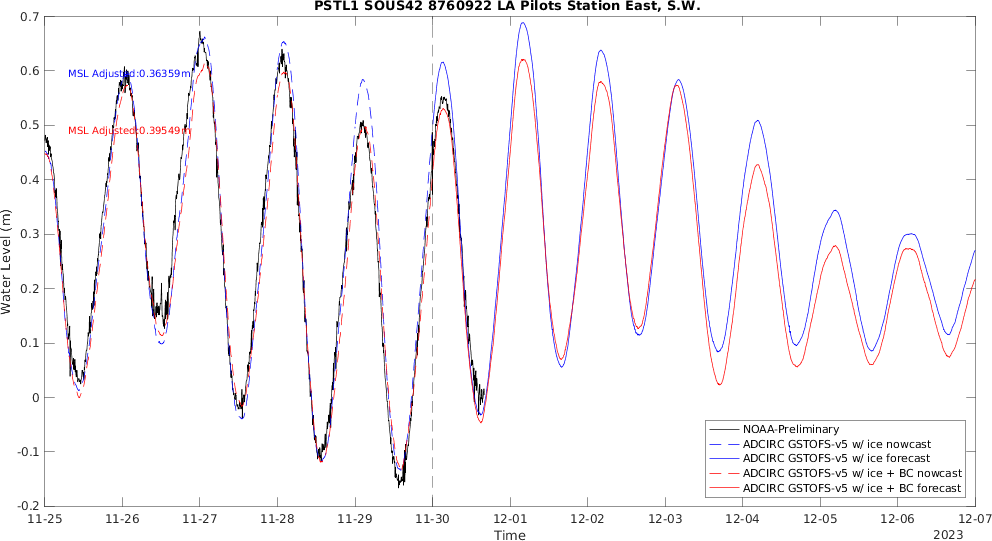 PSTL1 SOUS42 8760922 LA Pilots Station East, S.W.
0.7
0.6
0.5
0.4
0.3
0.2
0.1
0
-0.1
-0.2
Water Level (m)
MSL Adjusted:0.36359m
MSL Adjusted:0.39549m
NOAA-Preliminary
ADCIRC GSTOFS-v5 w/ ice nowcast
ADCIRC GSTOFS-v5 w/ ice forecast
ADCIRC GSTOFS-v5 w/ ice + BC nowcast
ADCIRC GSTOFS-v5 w/ ice + BC forecast
11-25 11-26 11-27 11-28 11-29 11-30 12-01 12-02 12-03 12-04 12-05 12-06 12-07
Time
2023